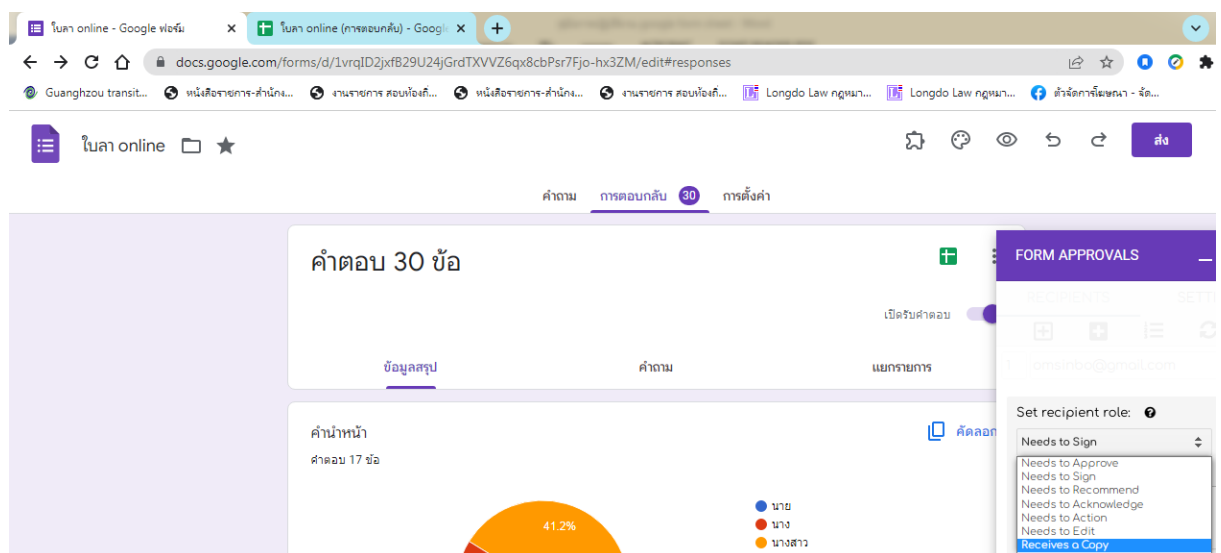 ใบลา online - Google ฟอร์ม
ใบลา online (การตอบกลับ) - Googl
docs.google.com/forms/d/1vrqID2jxfB29U24jGrdTXVVZ6qx8cbPsr7Fjo-hx3ZM/edit#responses
Guanghzou transit... หนังสือราชการ-สำนักง... งานราชการ สอบท้องถิ่... หนังสือราชการ-สำนักง... งานราชการ สอบท้องถิ่... Longdo Law กฎหมา... Longdo Law กฎหมา... ตัวจัดการโฆษณา - จัด...
ใบลา online
ส่ง
คำถาม การตอบกลับ 30 การตั้งค่า
คำตอบ 30 ข้อ
FORM APPROVALS
RECIPIENTS SETTI
เปิดรับคำตอบ
ข้อมูลสรุป คำถาม แยกรายการ
คำนำหน้า
คัดลอก
คำตอบ 17 ข้อ
41.2%
นาย
นาง
นางสาว
Set recipient role:
Needs to Sign
Needs to Approve
Needs to Sign
Needs to Recommend
Needs to Acknowledge
Needs to Action
Needs to Edit
Receives a Copy